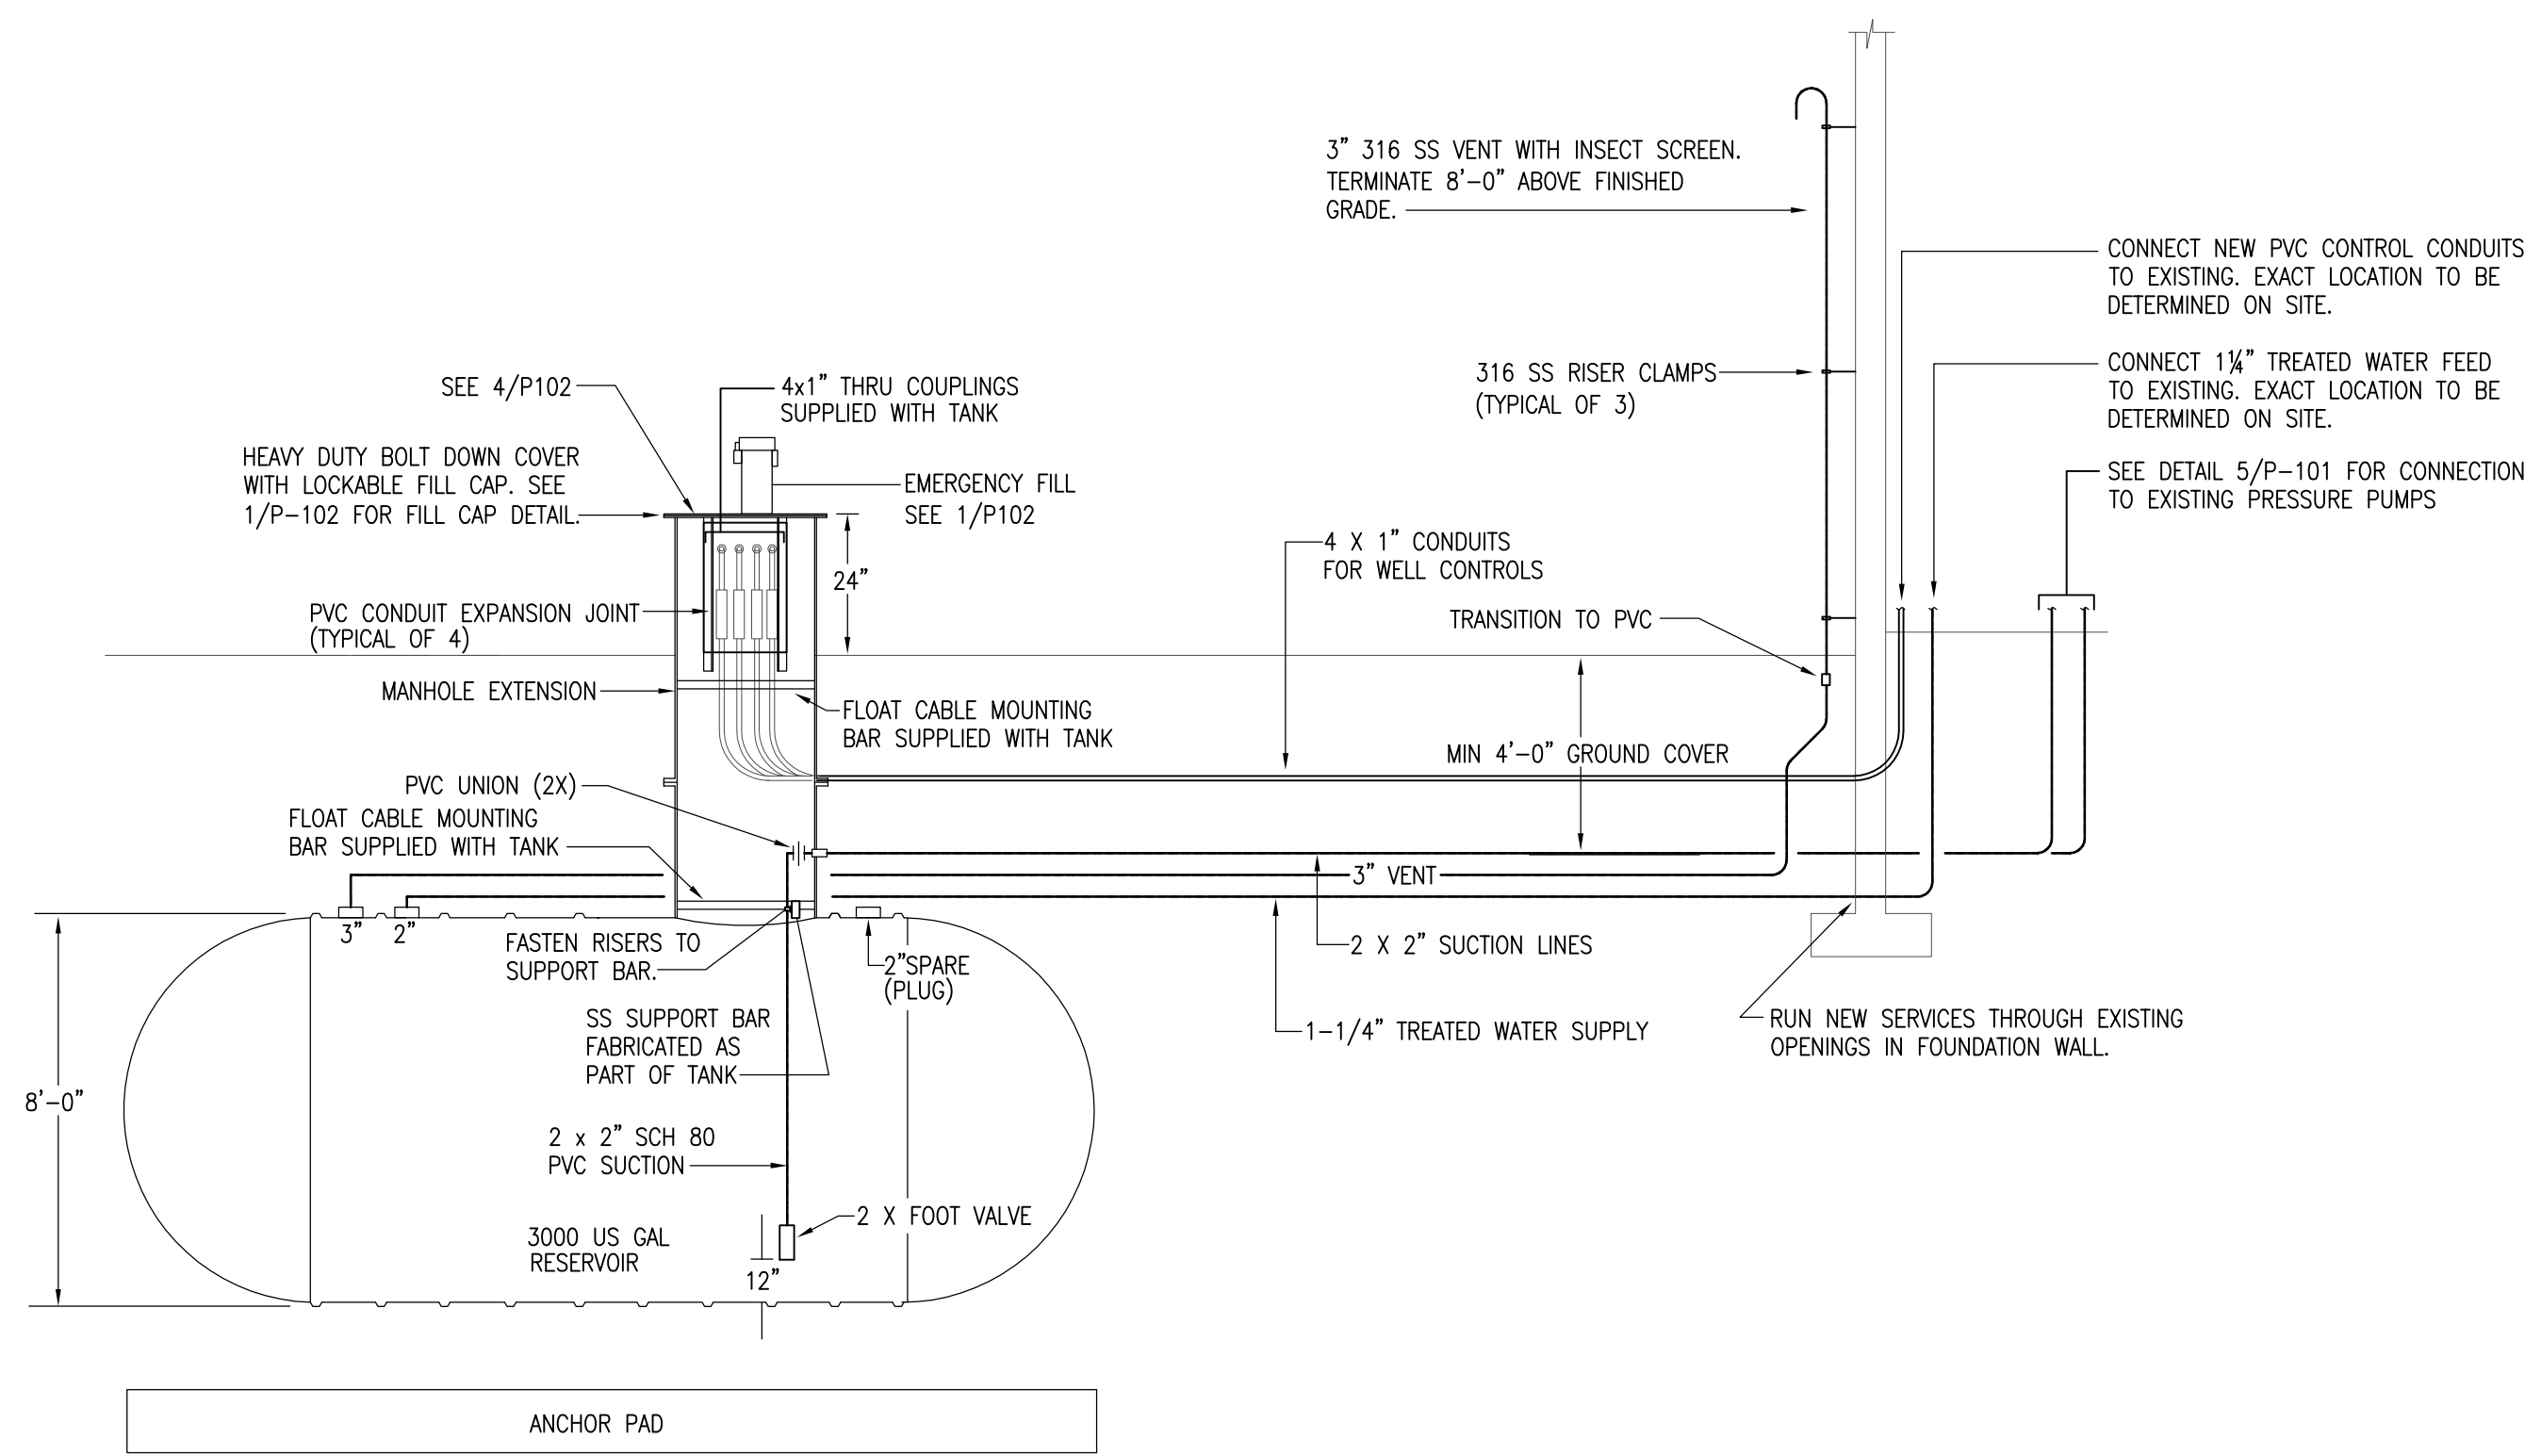 3” 316 SS VENT WITH INSECT SCREEN.
TERMINATE 8’-0” ABOVE FINISHED
GRADE.
CONNECT NEW PVC CONTROL CONDUITS
TO EXISTING. EXACT LOCATION TO BE
DETERMINED ON SITE.
CONNECT 1¼” TREATED WATER FEED
TO EXISTING. EXACT LOCATION TO BE
DETERMINED ON SITE.
316 SS RISER CLAMPS
(TYPICAL OF 3)
SEE DETAIL 5/P-101 FOR CONNECTION
TO EXISTING PRESSURE PUMPS
SEE 4/P102
4x1” THRU COUPLINGS
SUPPLIED WITH TANK
HEAVY DUTY BOLT DOWN COVER
WITH LOCKABLE FILL CAP. SEE
1/P-102 FOR FILL CAP DETAIL.
EMERGENCY FILL
SEE 1/P102
24”
4 X 1” CONDUITS
FOR WELL CONTROLS
PVC CONDUIT EXPANSION JOINT
(TYPICAL OF 4)
TRANSITION TO PVC
MANHOLE EXTENSION
FLOAT CABLE MOUNTING
BAR SUPPLIED WITH TANK
MIN 4’-0” GROUND COVER
PVC UNION (2X)
FLOAT CABLE MOUNTING
BAR SUPPLIED WITH TANK
3” VENT
3”
2”
FASTEN RISERS TO
SUPPORT BAR.
2”SPARE
(PLUG)
2 X 2” SUCTION LINES
SS SUPPORT BAR
FABRICATED AS
PART OF TANK
1-1/4” TREATED WATER SUPPLY
RUN NEW SERVICES THROUGH EXISTING
OPENINGS IN FOUNDATION WALL.
8’-0”
2 x 2” SCH 80
PVC SUCTION
2 X FOOT VALVE
3000 US GAL
RESERVOIR
12”
ANCHOR PAD